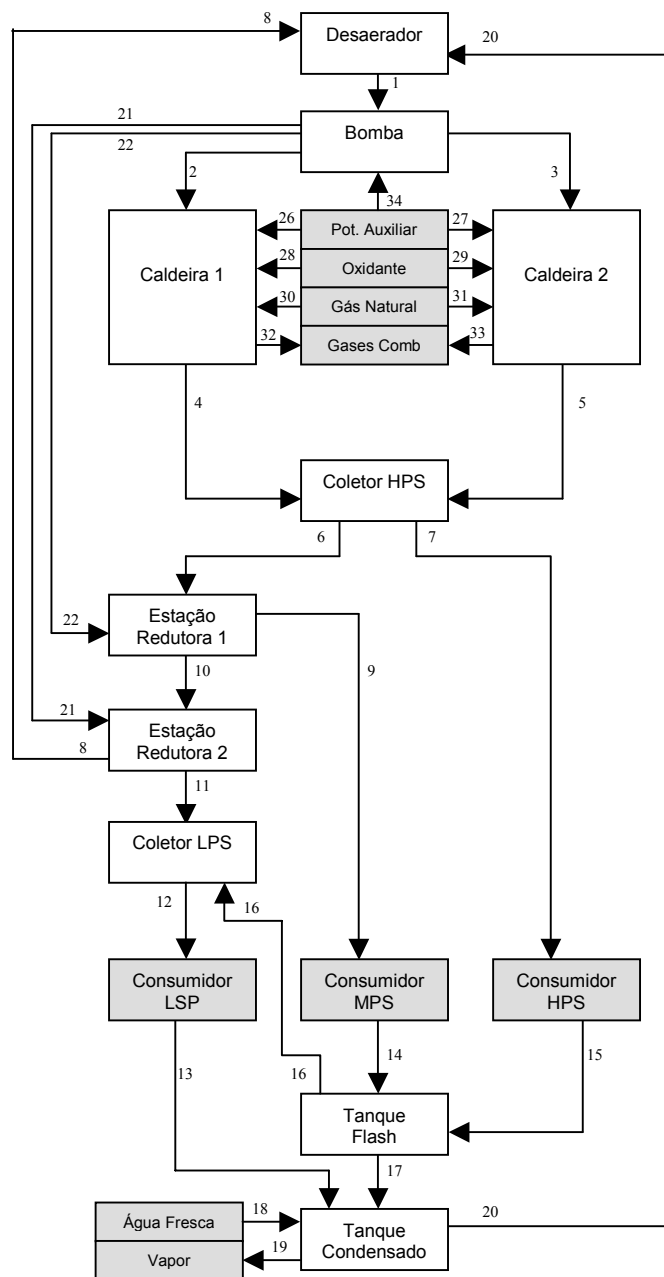 8
Desaerador
20
1
21
Bomba
22
2
3
34
26
Pot. Auxiliar
27
28
Oxidante
29
Caldeira 1
Caldeira 2
30
Gás Natural
31
32
Gases Comb
33
4
5
Coletor HPS
6
7
22
Estação
Redutora 1
10
9
21
Estação
Redutora 2
8
11
Coletor LPS
12
16
Consumidor
LSP
Consumidor
MPS
Consumidor
HPS
13
16
14
15
Tanque
Flash
17
Água Fresca
18
Vapor
19
Tanque
Condensado
20